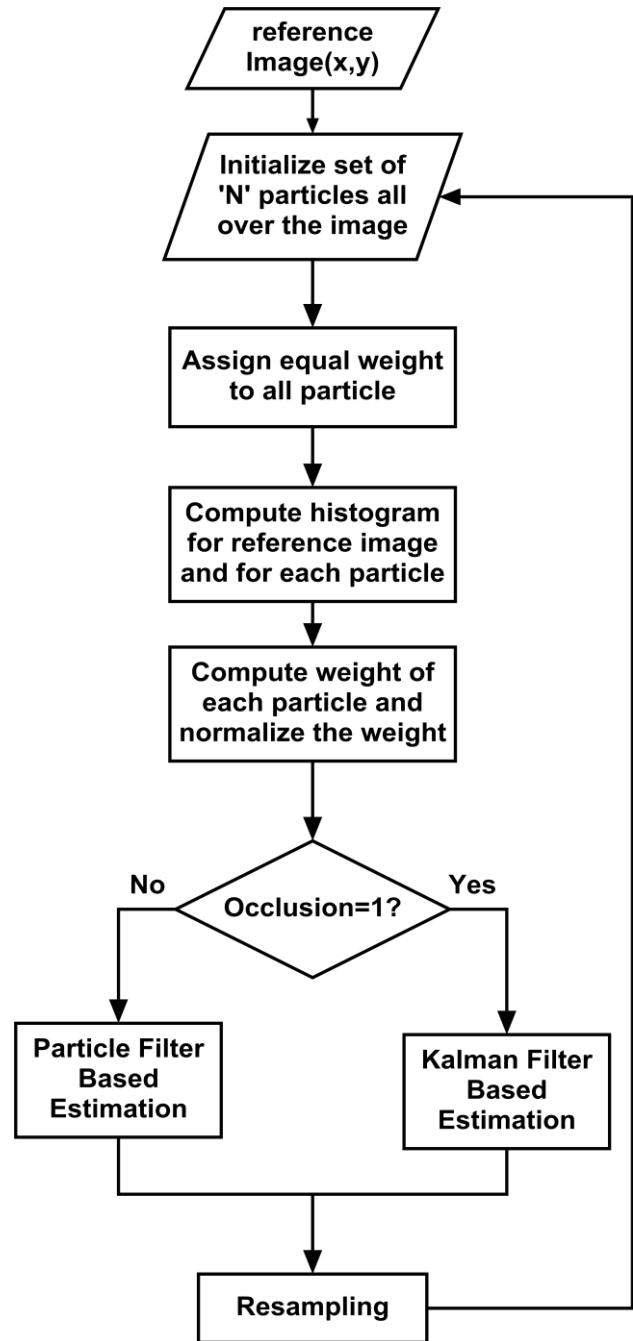 reference
Image(x,y)
Initialize set of
'N' particles all
over the image
Assign equal weight
to all particle
Compute histogram
for reference image
and for each particle
Compute weight of
each particle and
normalize the weight
No
Yes
Occlusion=1?
Particle Filter
Based
Estimation
Kalman Filter
Based
Estimation
Resampling